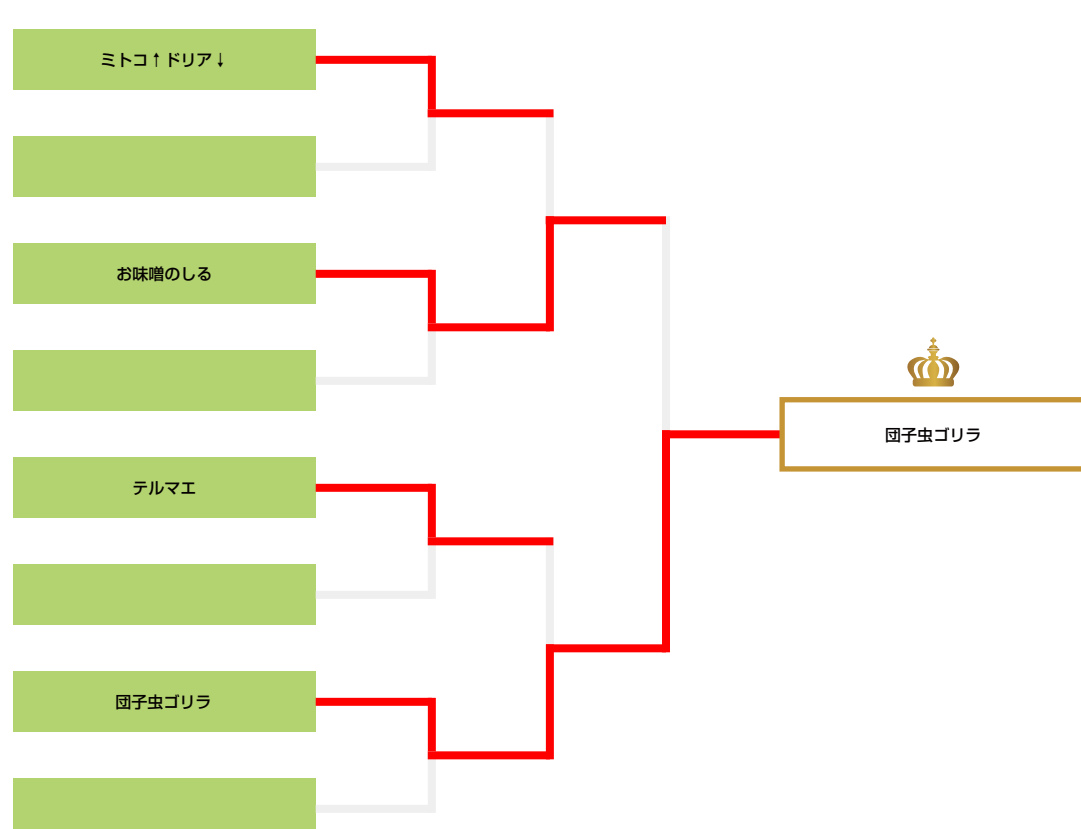 ミトコ↑ドリア↓
お味噌のしる
テルマエ
団子虫ゴリラ
団子虫ゴリラ